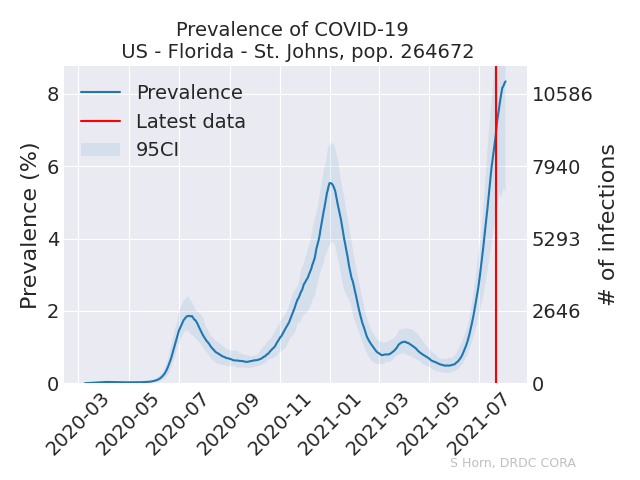 Prevalence of COVID-19
US - Florida - St. Johns, pop. 264672
Prevalence
Latest data
95CI
Prevalence (%)
8
6
4
2
0
10586
7940
5293
2646
0
# of infections
2020-03
2020-05
2020-07
2020-09
2020-11
2021-01
2021-03
2021-05
2021-07
S Horn, DRDC CORA